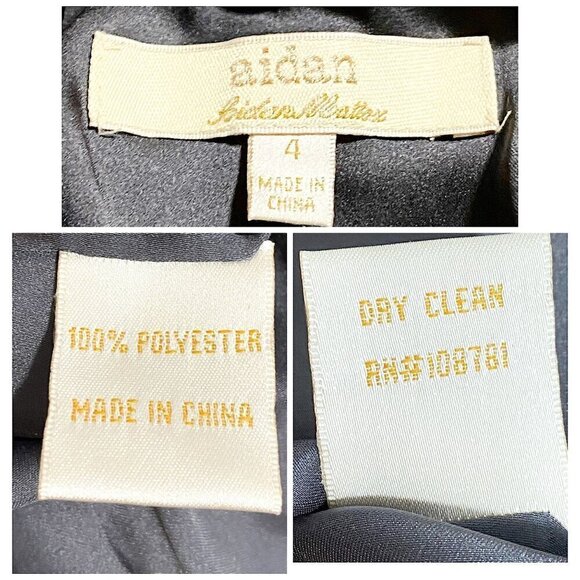 aidan
Aidan Mattox
4
MADE IN
CHINA
100% POLYESTER
MADE IN CHINA
DRY CLEAN
RN#108781